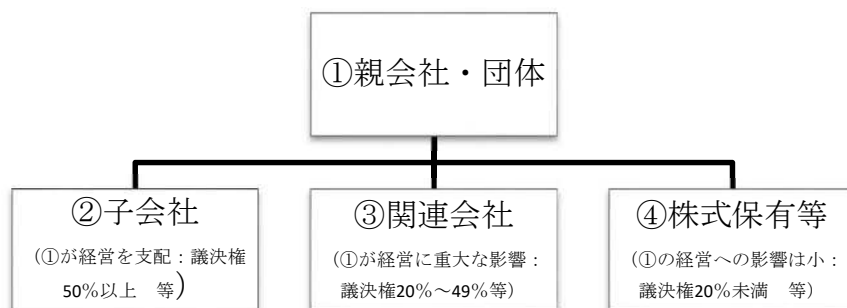 ①親会社・団体
②子会社
(①が経営を支配：議決権
50%以上　等)
③関連会社
(①が経営に重大な影響：
議決権20%～49%等)
④株式保有等
(①の経営への影響は小：
議決権20%未満　等)